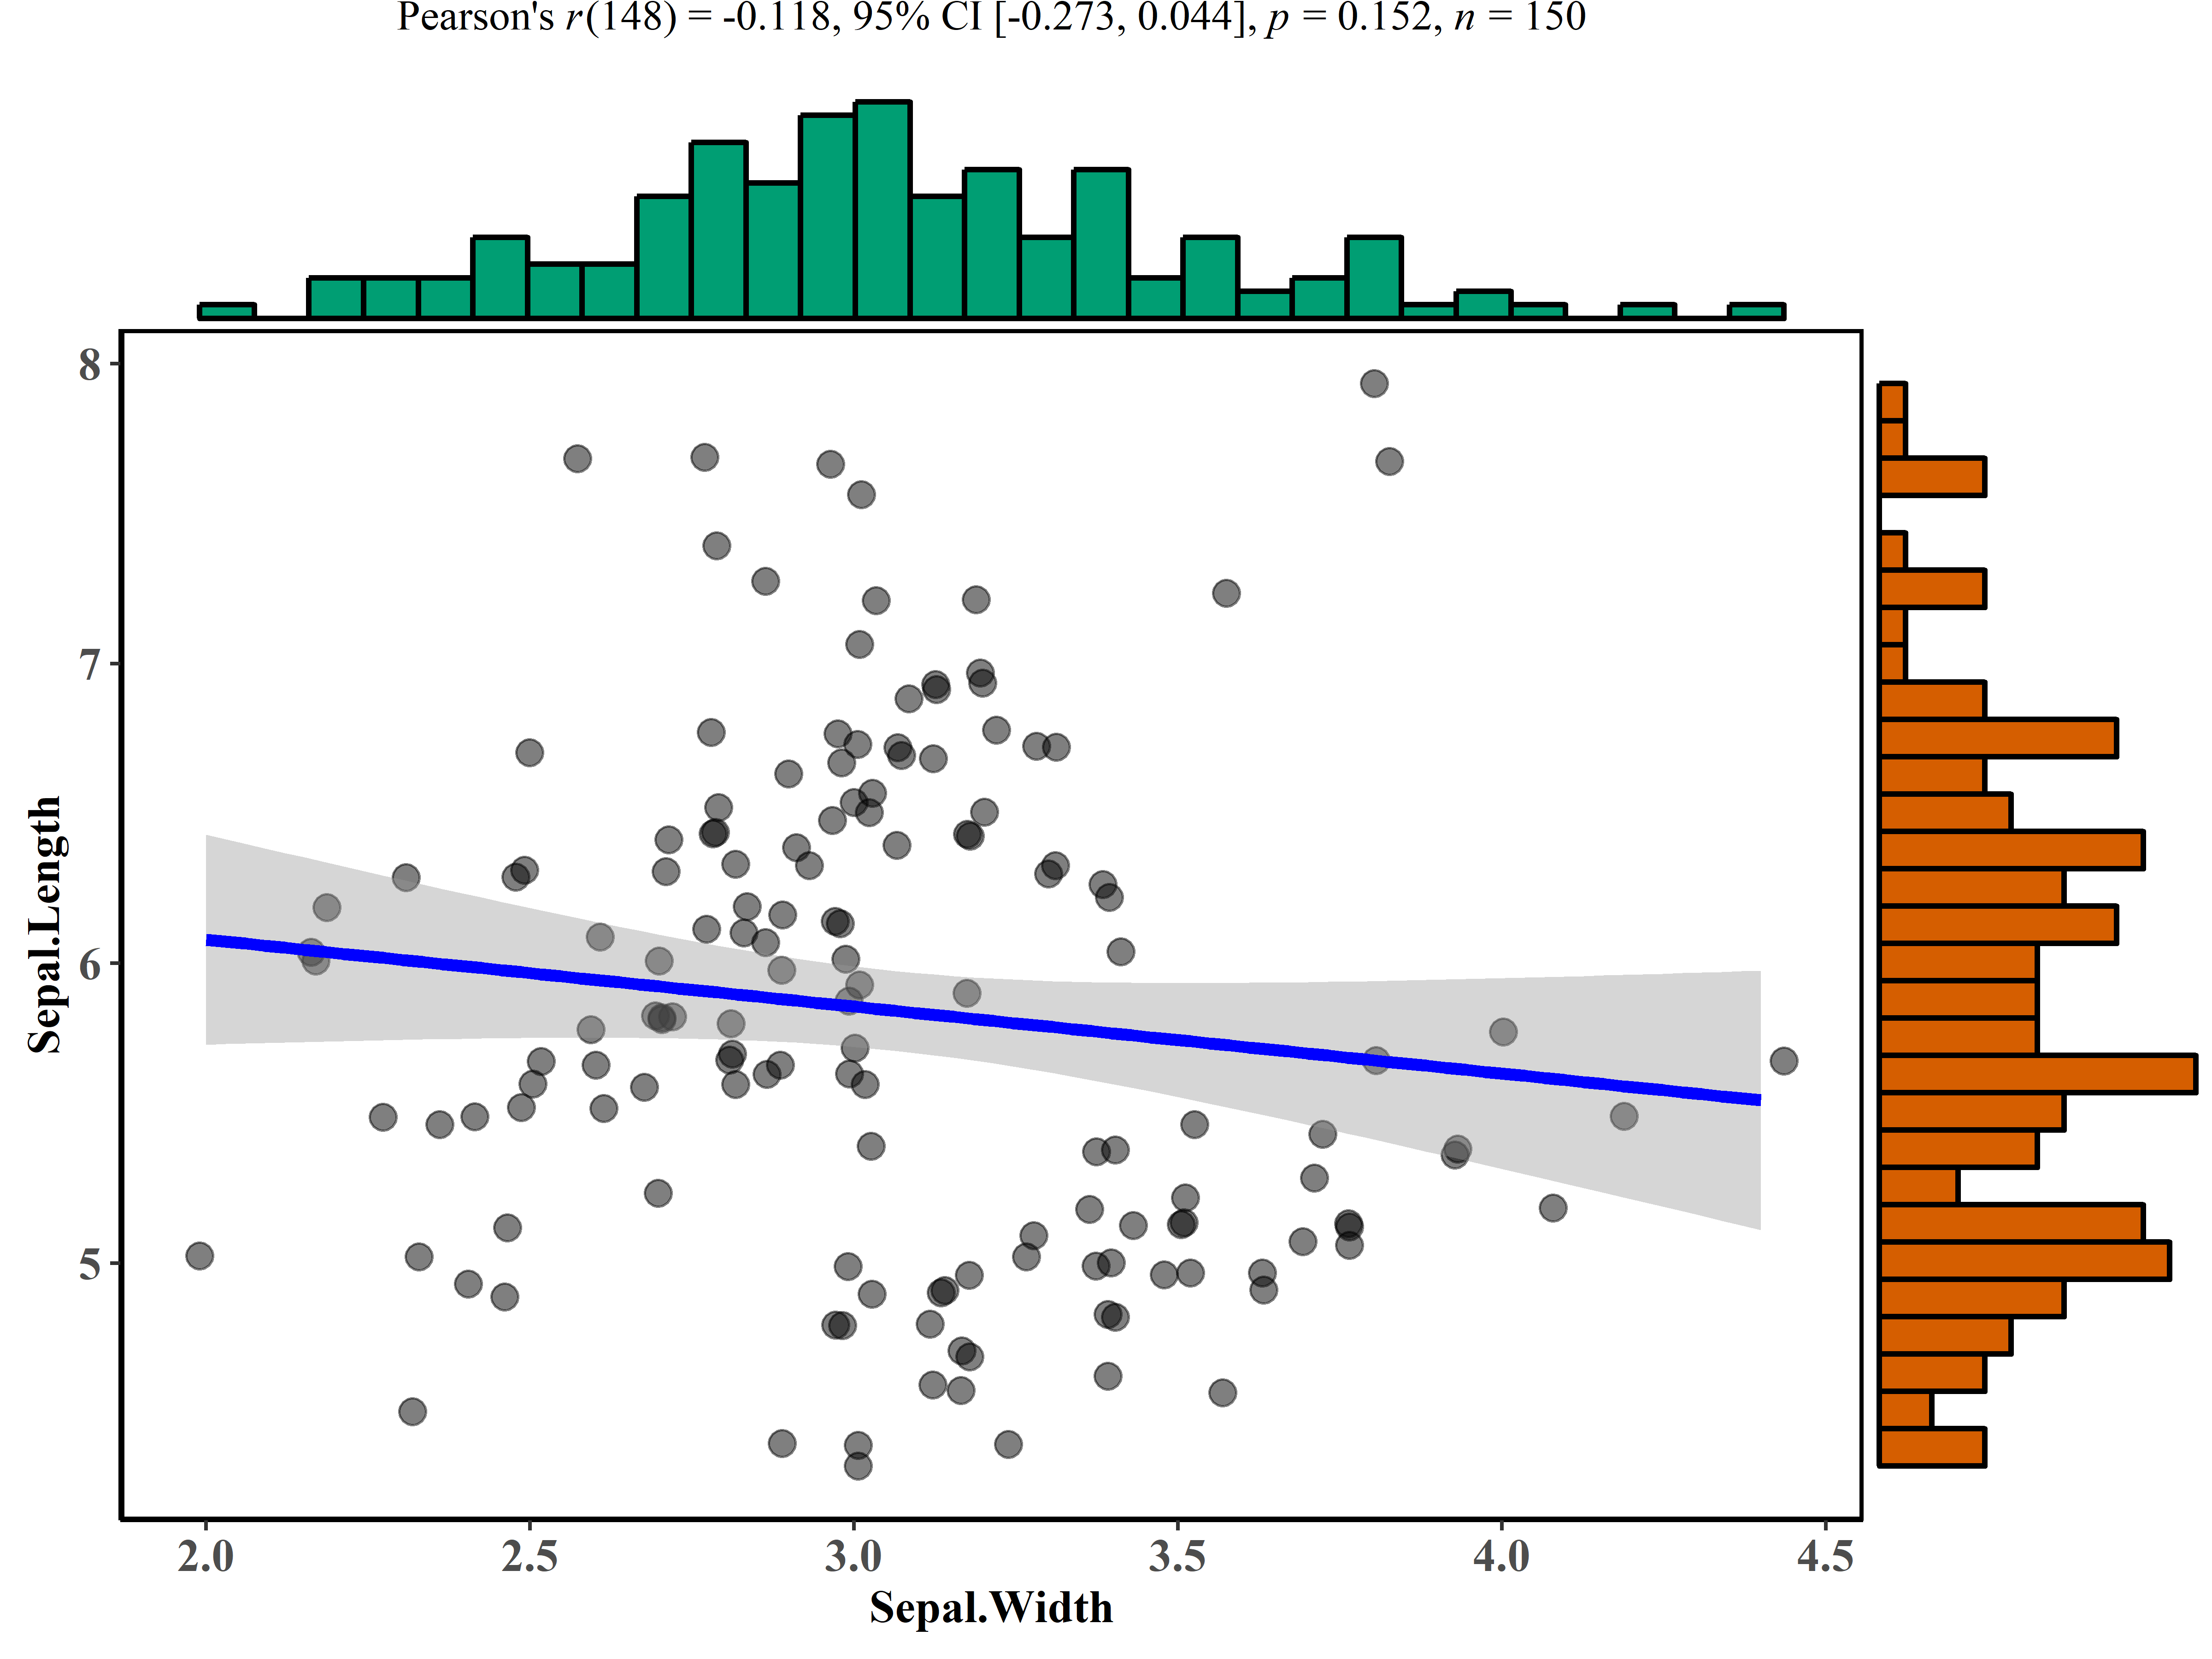 Pearson's r(148) = -0.118, 95% CI [-0.273, 0.044], p = 0.152, n = 150
8
7
6
5
Sepal.Length
2.0 2.5 3.0 3.5 4.0 4.5
Sepal.Width